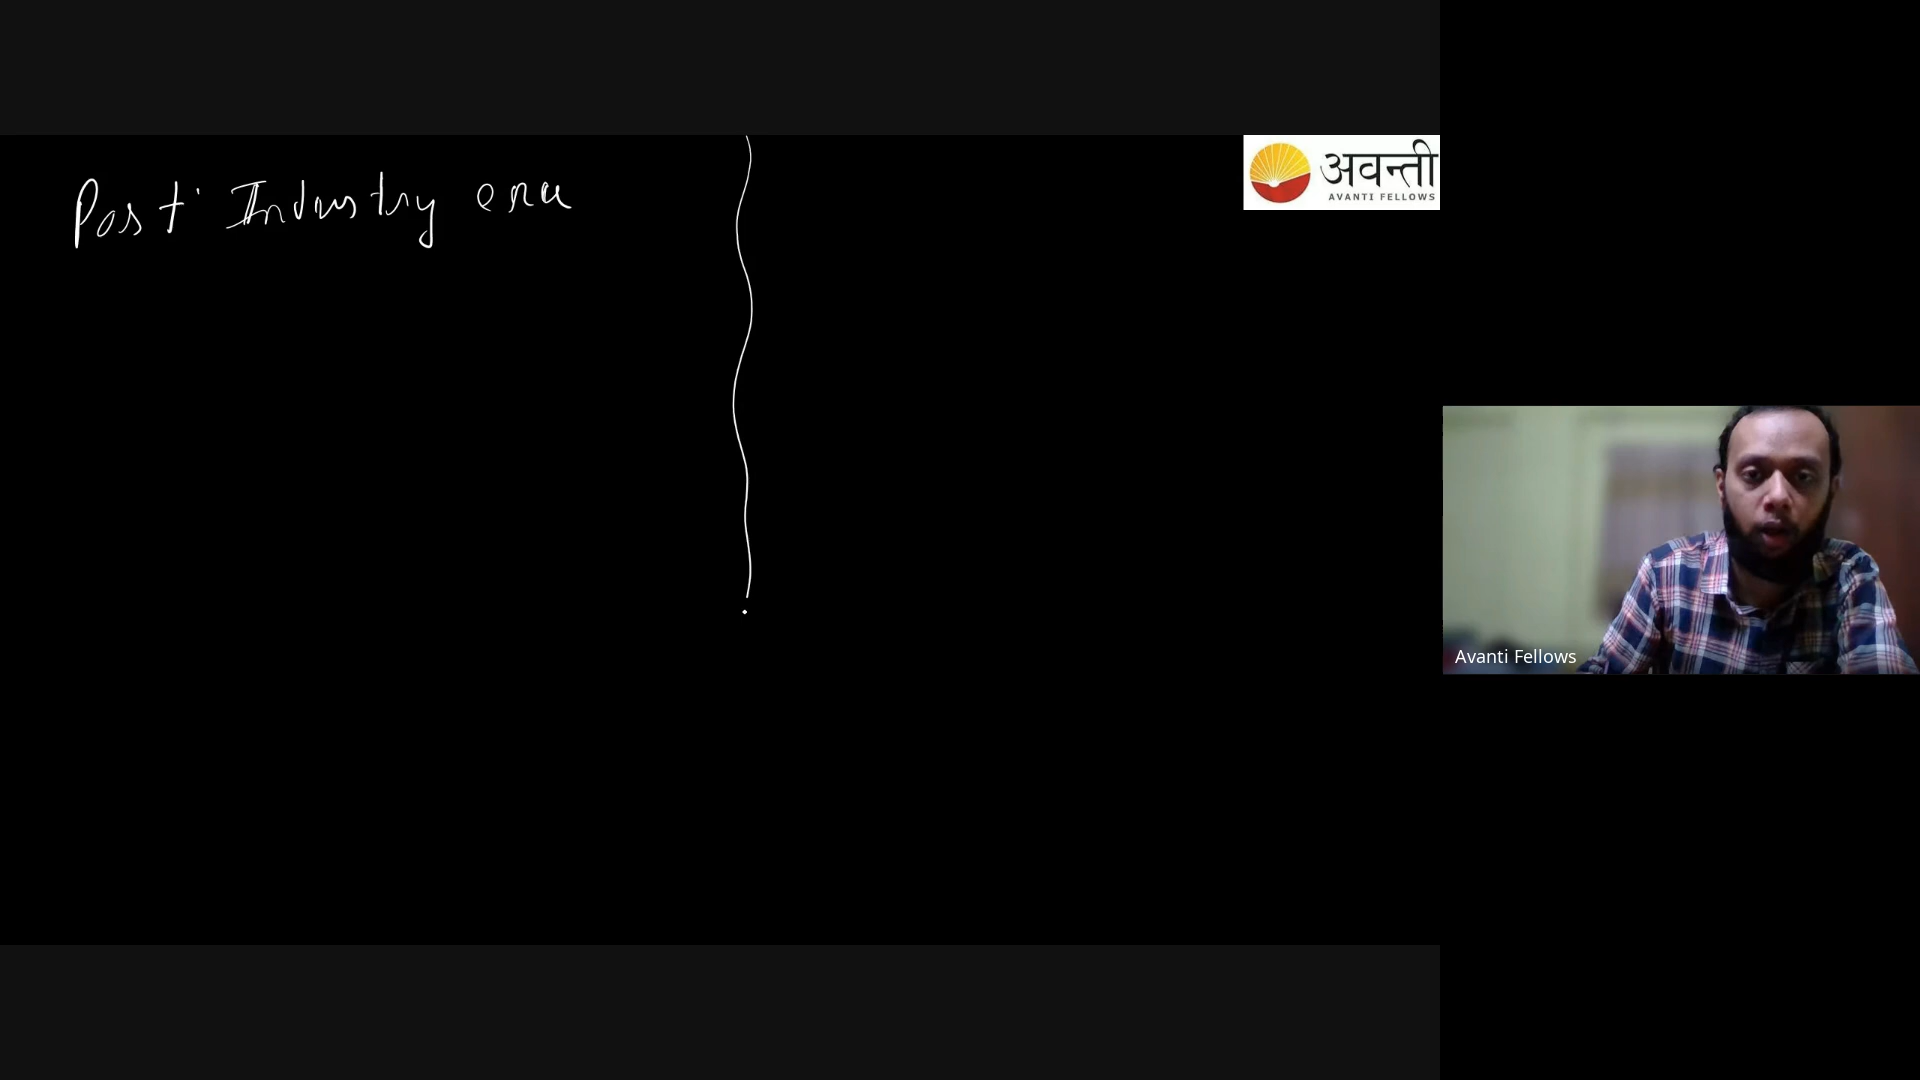 Post Industry era
अवन्ती
AVANTI FELLOWS
Avanti Fellows